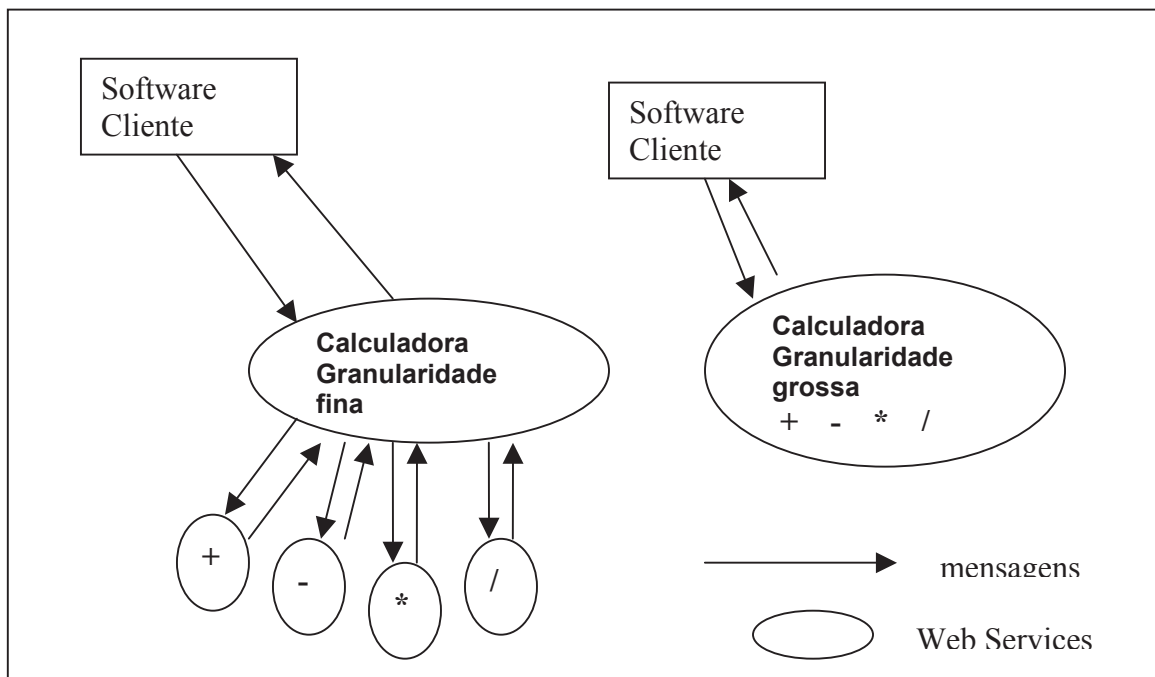 Software
Cliente
Calculadora
Granularidade
fina
+
-
*
/
Software
Cliente
Calculadora
Granularidade
grossa
+ - * /
mensagens
Web Services